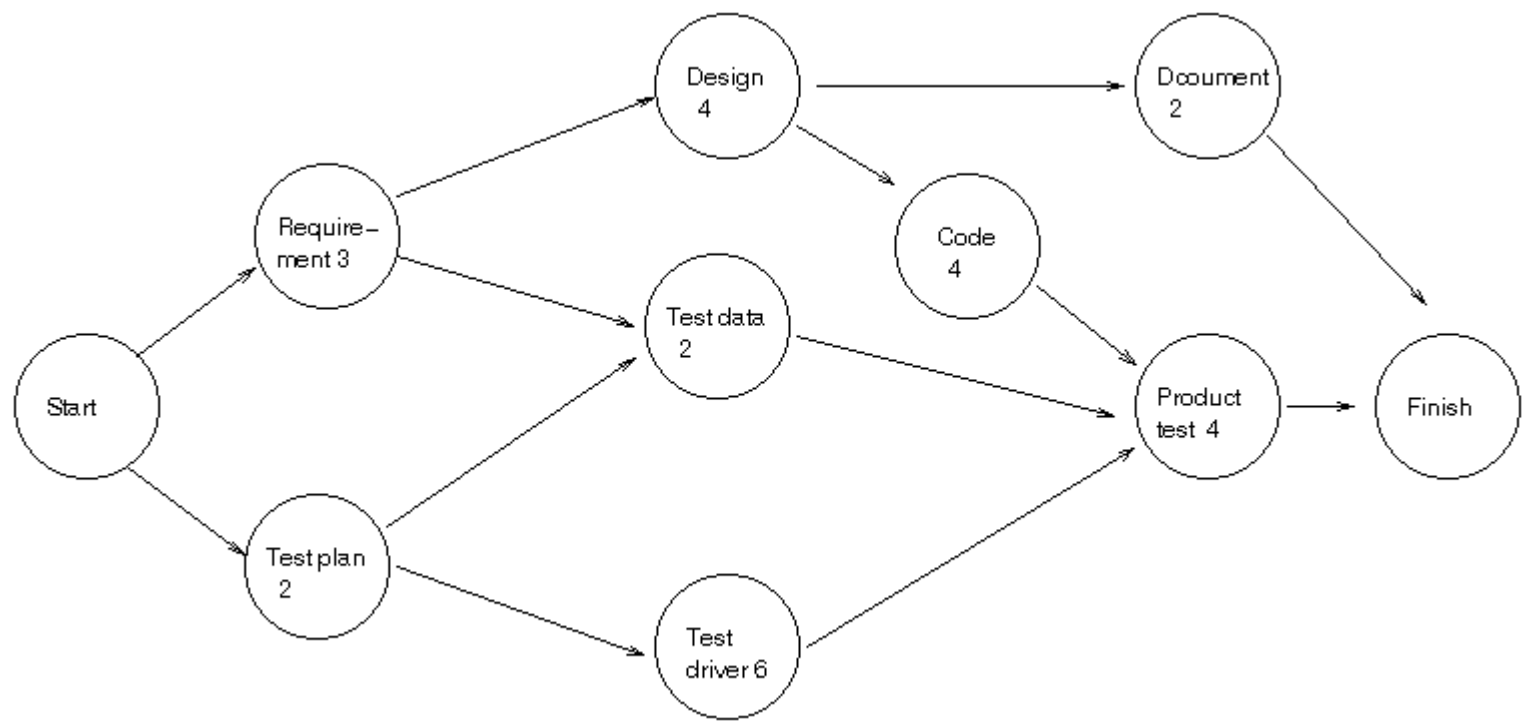 Design
4
Dcoument
2
Require-
ment 3
Code
4
Test data
2
Start
Product
test 4
Finish
Test plan
2
Test
driver 6